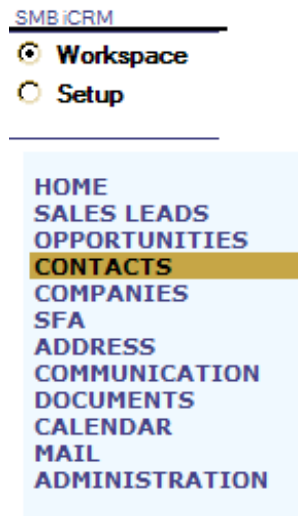 SMB iCRM
Workspace
Setup
HOME
SALES LEADS
OPPORTUNITIES
CONTACTS
COMPANIES
SFA
ADDRESS
COMMUNICATION
DOCUMENTS
CALENDAR
MAIL
ADMINISTRATION